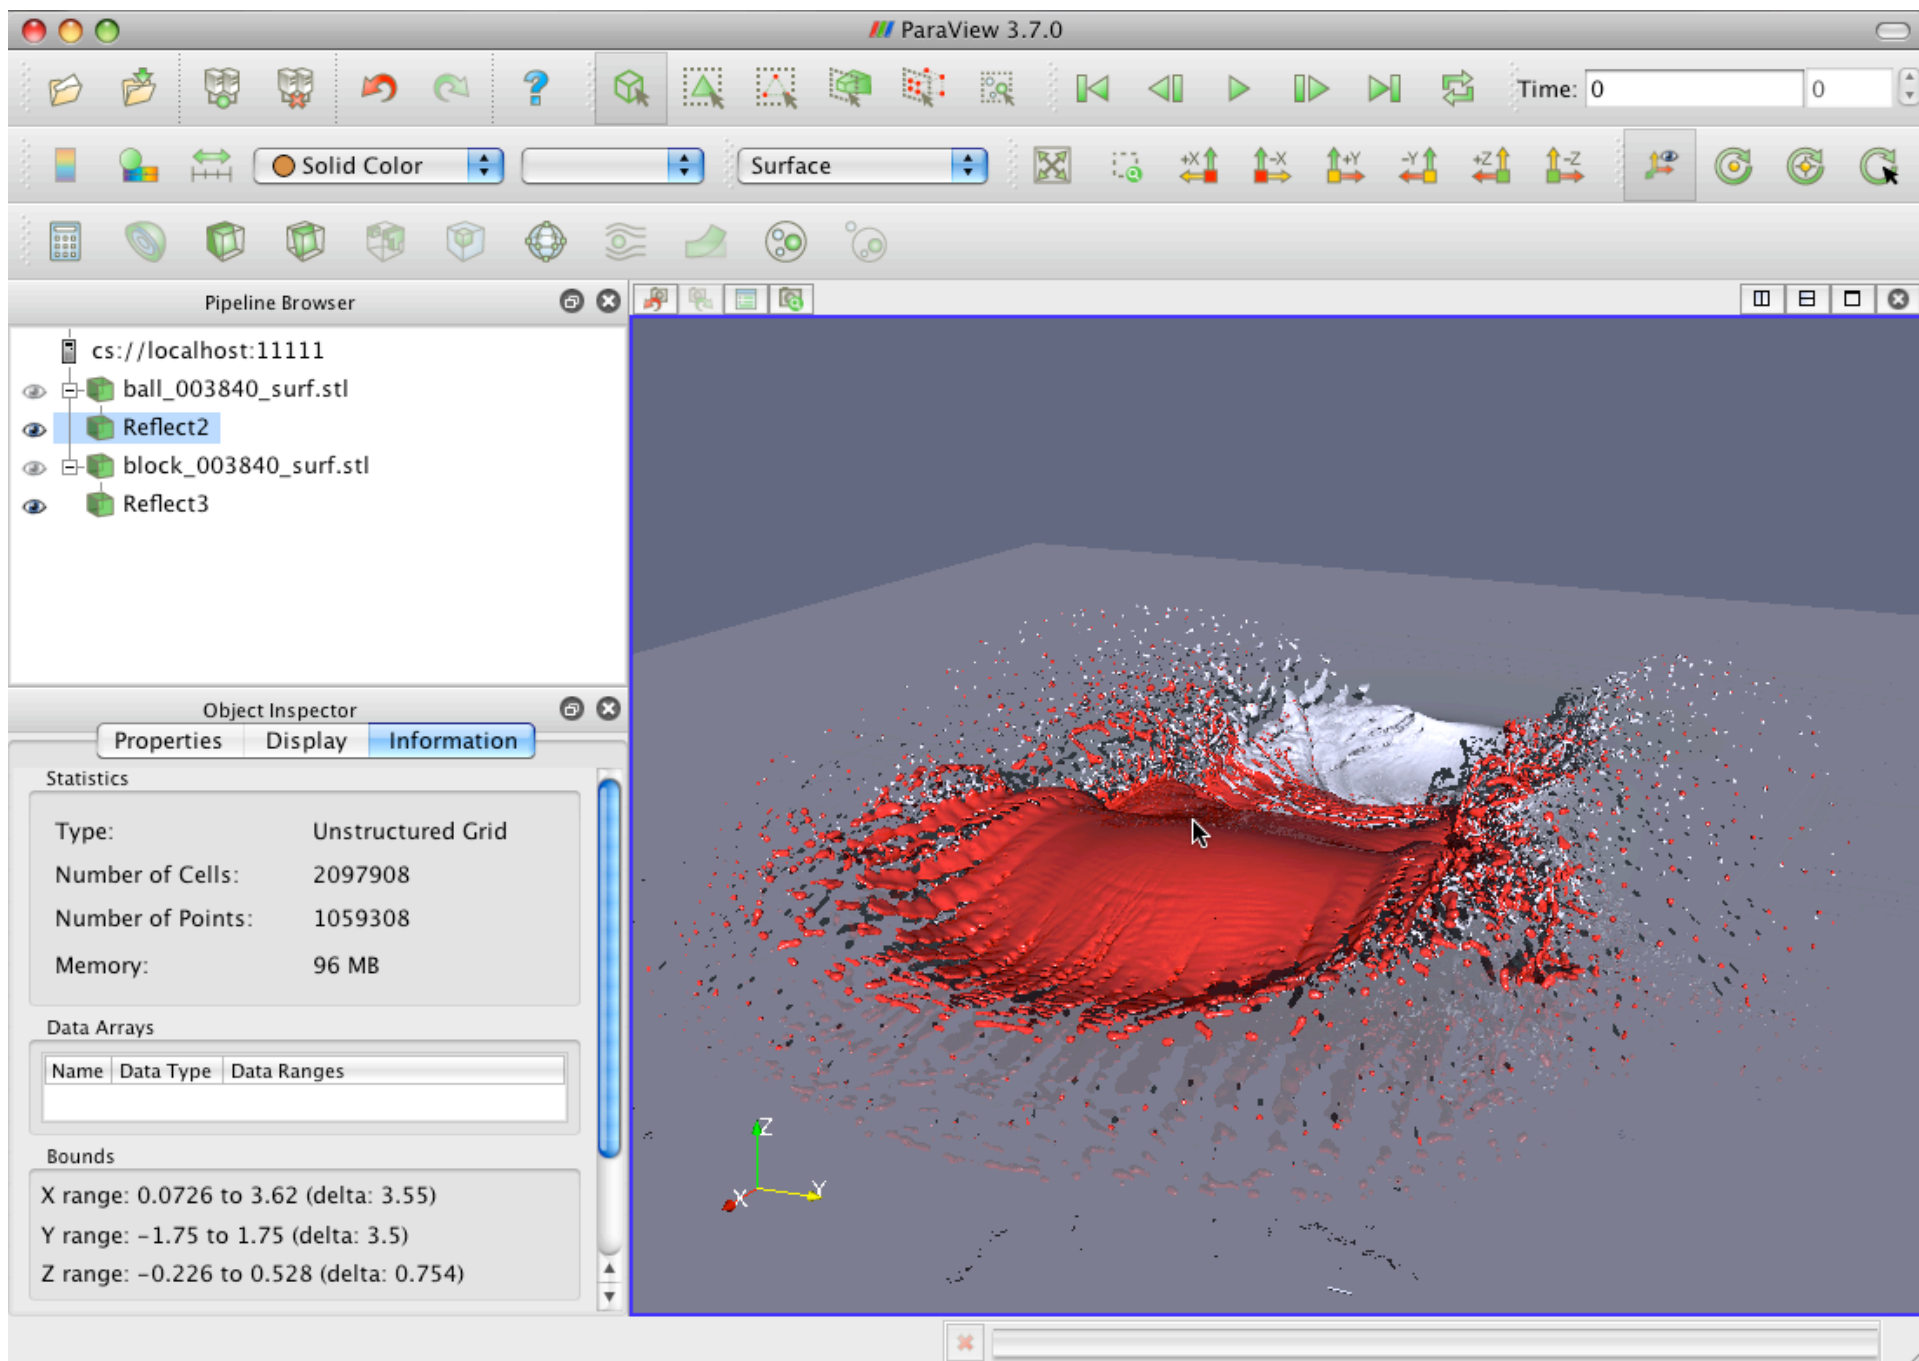 ParaView 3.7.0
Time: 0 0
Solid Color Surface
+X -X +Y -Y +Z -Z
Pipeline Browser
cs://localhost:11111
ball_003840_surf.stl
Reflect2
block_003840_surf.stl
Reflect3
Object Inspector
Properties Display Information
Statistics
Type: Unstructured Grid
Number of Cells: 2097908
Number of Points: 1059308
Memory: 96 MB
Data Arrays
Name Data Type Data Ranges
Bounds
X range: 0.0726 to 3.62 (delta: 3.55)
Y range: -1.75 to 1.75 (delta: 3.5)
Z range: -0.226 to 0.528 (delta: 0.754)
Z
X Y